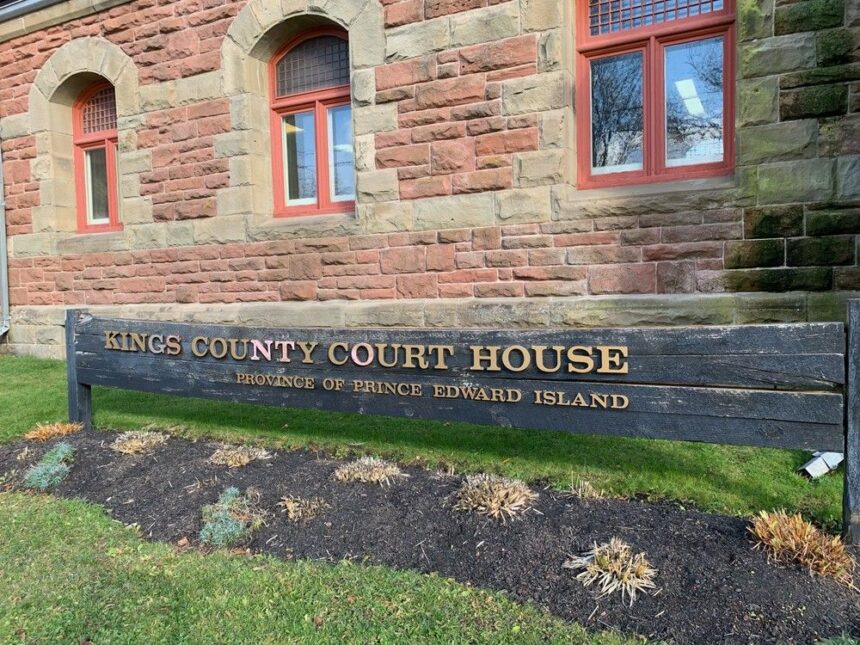 KINGS COUNTY COURT HOUSE
PROVINCE OF PRINCE EDWARD ISLAND